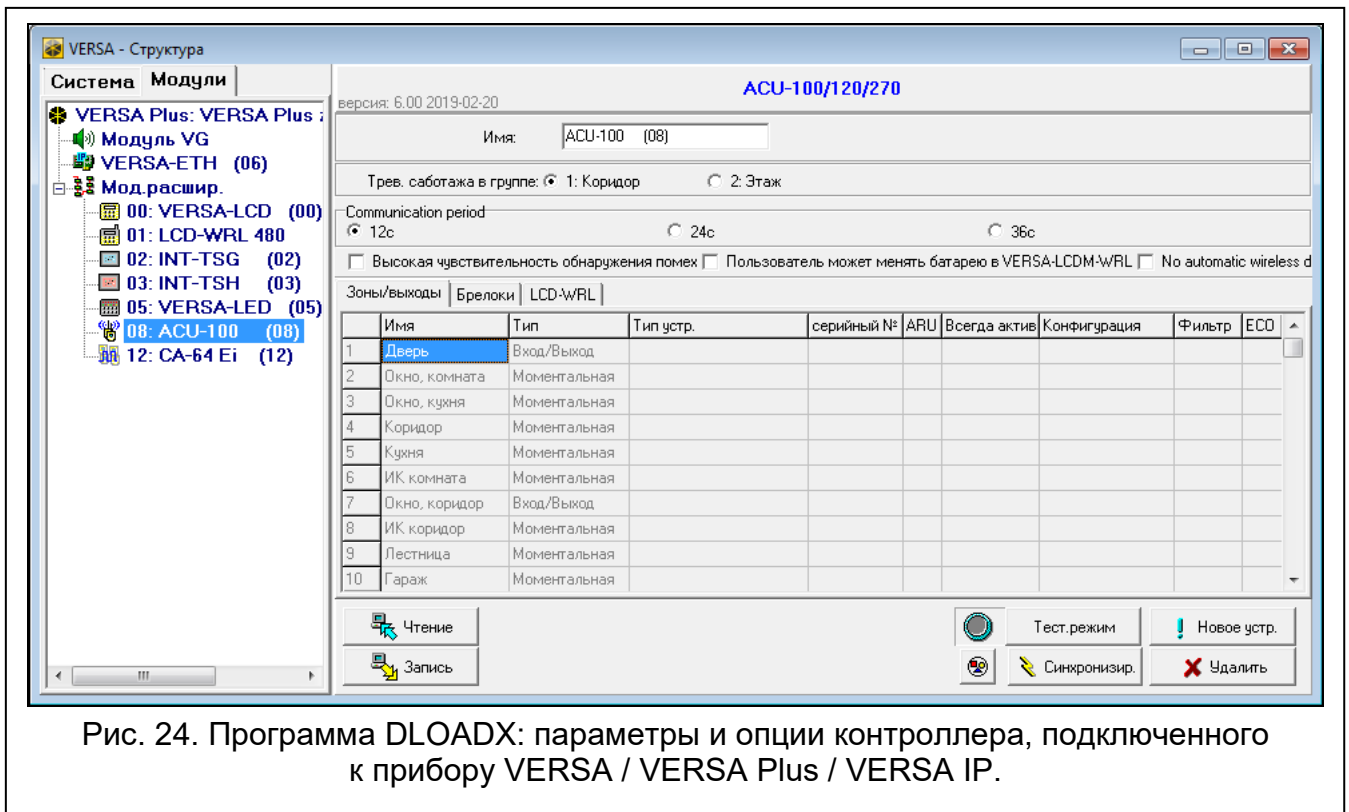 VERSA - Структура
Система Модули
VERSA Plus: VERSA Plus
Модуль VG
VERSA-ETH (06)
Мод.расшир.
00: VERSA-LCD (00)
01: LCD-WRL 480
02: INT-TSG (02)
03: INT-TSH (03)
05: VERSA-LED (05)
08: ACU-100 (08)
12: CA-64 Ei (12)
ACU-100/120/270
версия: 6.00 2019-02-20
Имя: ACU-100 (08)
Трев. саботажа в группе: 1: Коридор 2: Этаж
Communication period
12с 24с 36с
Высокая чувствительность обнаружения помех Пользователь может менять батарею в VERSA-LCDM-WRL No automatic wireless d
Зоны/выходы Брелоки LCD-WRL
Имя Тип Тип устр. серийный № ARU Всегда актив Конфигурация Фильтр ECO
1 Дверь Вход/Выход
2 Окно, комната Моментальная
3 Окно, кухня Моментальная
4 Коридор Моментальная
5 Кухня Моментальная
6 ИК комната Моментальная
7 Окно, коридор Вход/Выход
8 ИК коридор Моментальная
9 Лестница Моментальная
10 Гараж Моментальная
Чтение Тест.режим Новое устр.
Запись Синхронизир. Удалить
Рис. 24. Программа DLOADX: параметры и опции контроллера, подключенного
к прибору VERSA / VERSA Plus / VERSA IP.